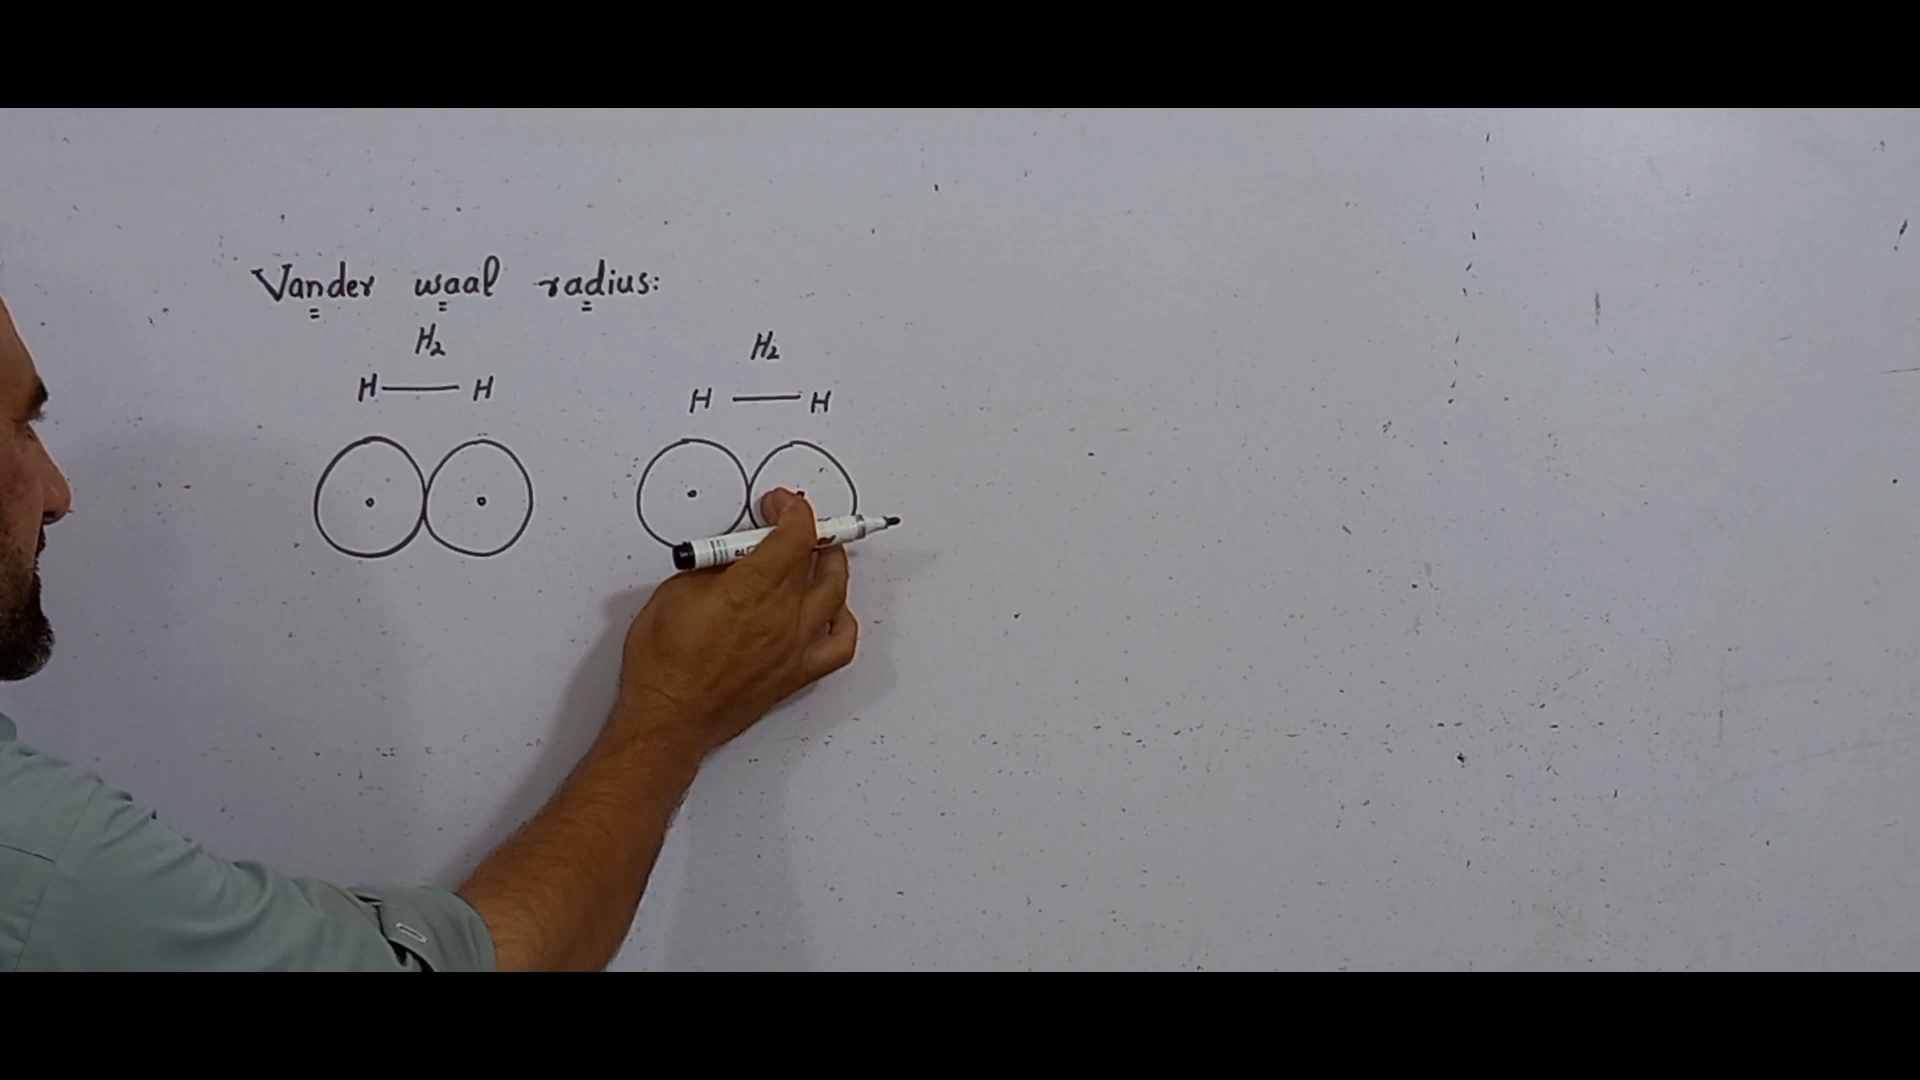 Vander waal radius:
H₂ H₂
H — H H — H